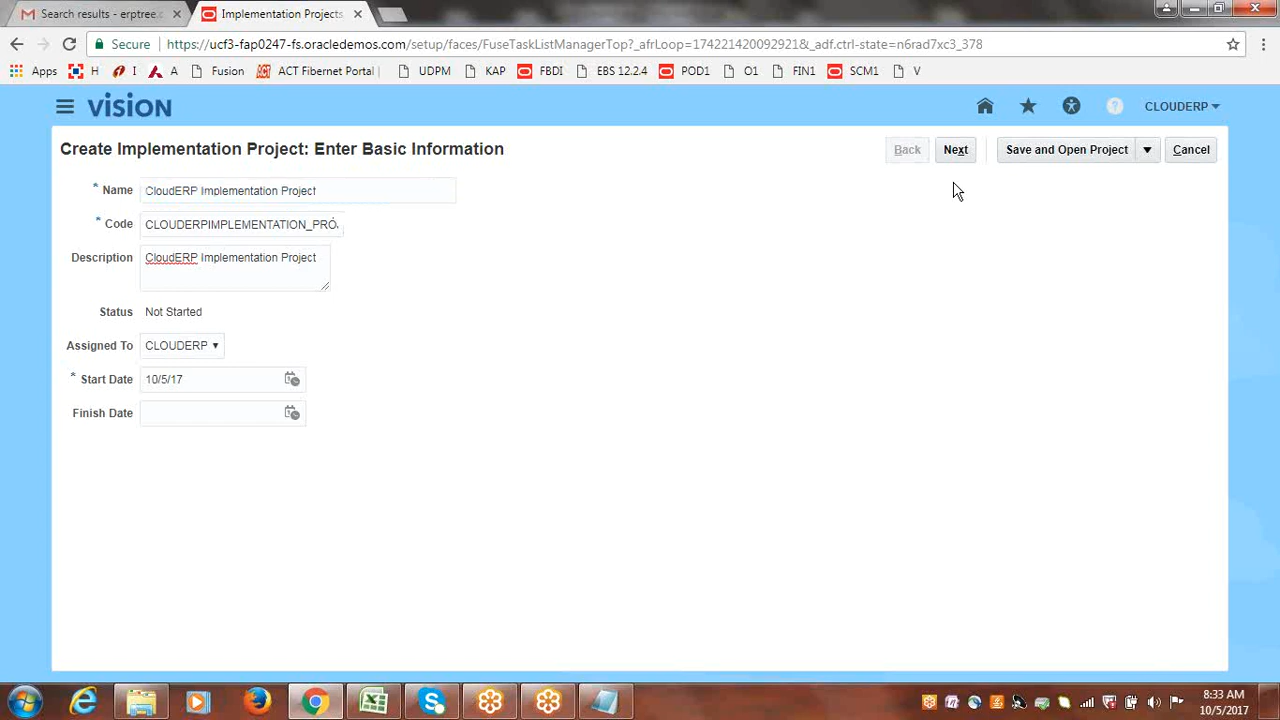 Search results - erptree.c
Implementation Projects
Secure https://ucf3-fap0247-fs.oracledemos.com/setup/faces/FuseTaskListManagerTop?_afrLoop=1742214200929​21&_adf.ctrl-state=n6rad7xc3_378
Apps H I A Fusion ACT Fibernet Portal UDPM KAP FBDI EBS 12.2.4 POD1 O1 FIN1 SCM1 V
VISION
CLOUDERP
Create Implementation Project: Enter Basic Information
Back Next Save and Open Project Cancel
* Name CloudERP Implementation Project
* Code CLOUDERPIMPLEMENTATION_PRO
Description CloudERP Implementation Project
Status Not Started
Assigned To CLOUDERP
* Start Date 10/5/17
Finish Date
8:33 AM
10/5/2017